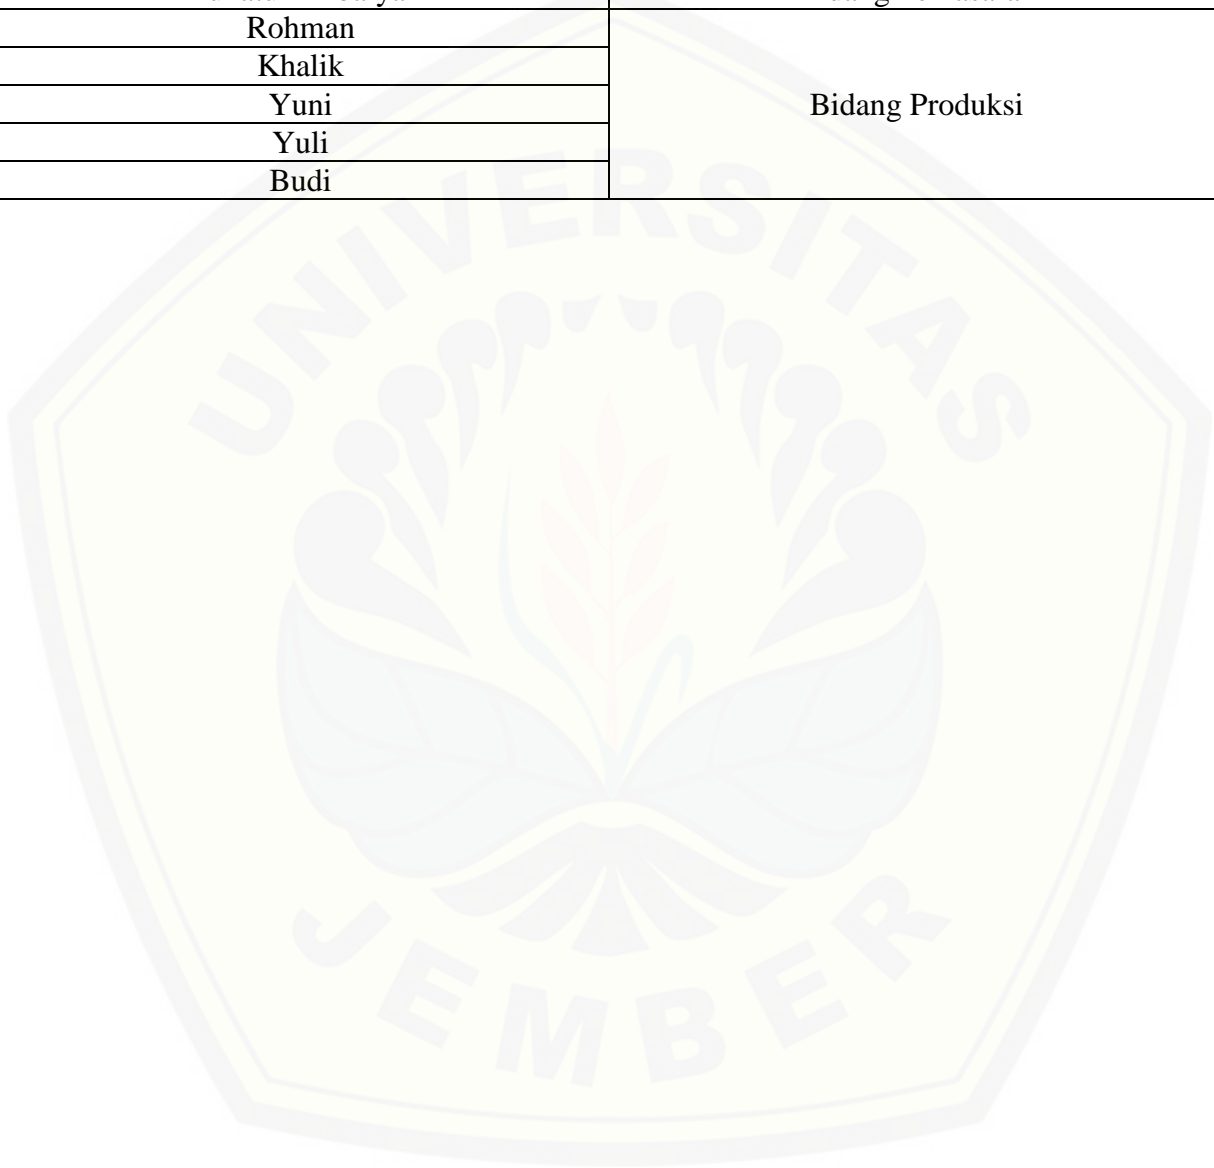 Rohman
Khalik
Yuni
Bidang Produksi
Yuli
Budi
UNIVERSITAS
JEMBER